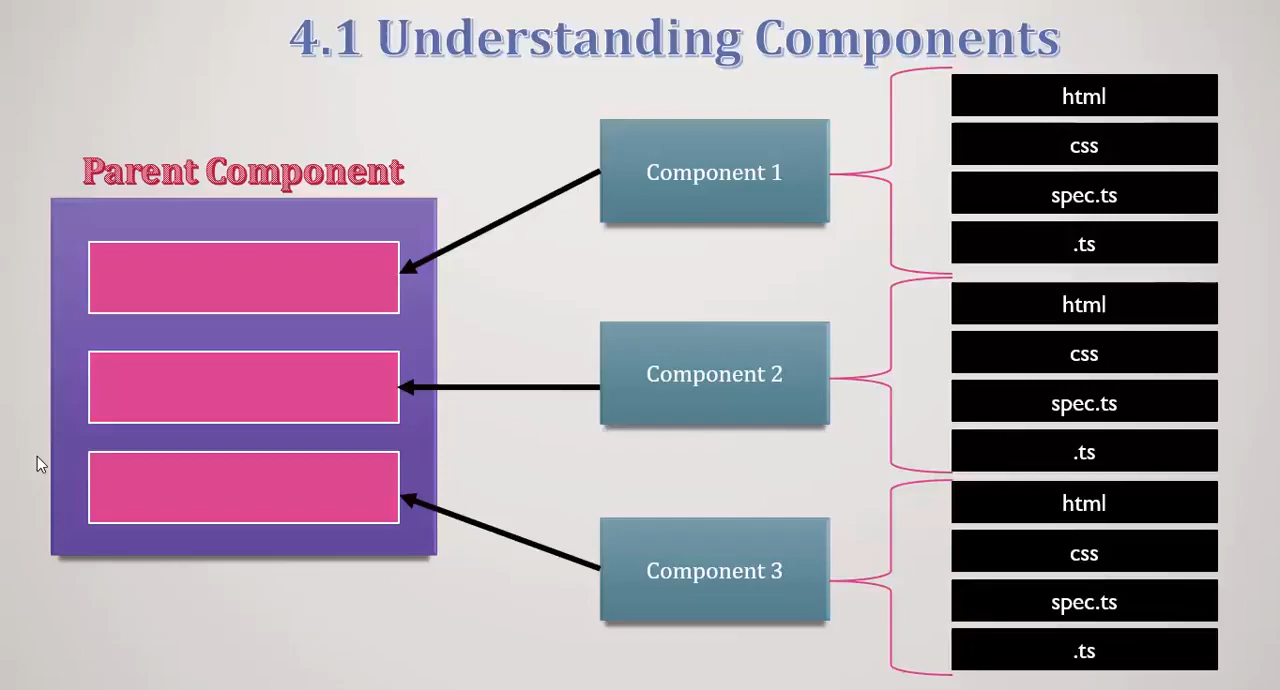 4.1 Understanding Components
Parent Component
Component 1
html
css
spec.ts
.ts
Component 2
html
css
spec.ts
.ts
Component 3
html
css
spec.ts
.ts